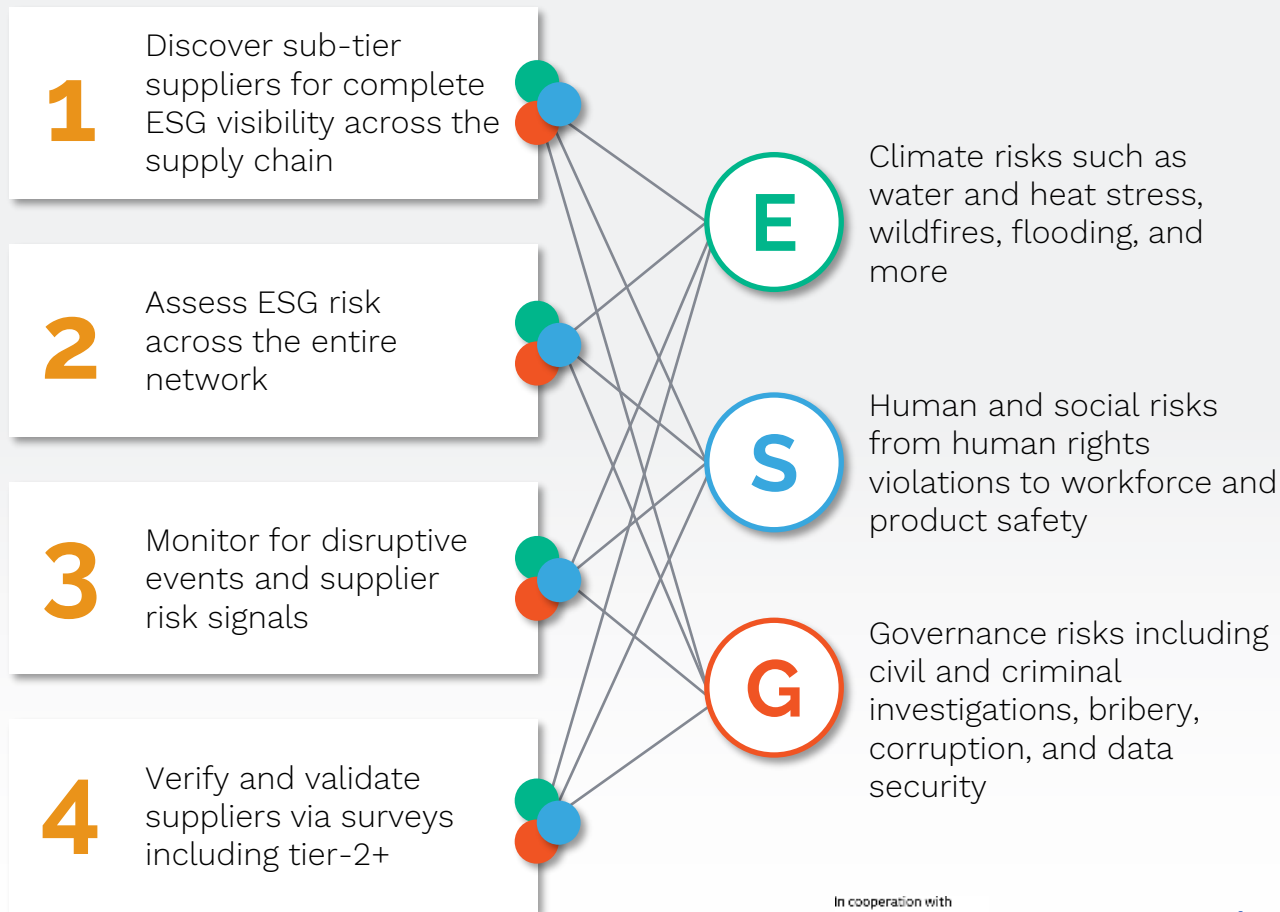 1
Discover sub-tier
suppliers for complete
ESG visibility across the
supply chain
2
Assess ESG risk
across the entire
network
3
Monitor for disruptive
events and supplier
risk signals
4
Verify and validate
suppliers via surveys
including tier-2+
E
Climate risks such as
water and heat stress,
wildfires, flooding, and
more
S
Human and social risks
from human rights
violations to workforce and
product safety
G
Governance risks including
civil and criminal
investigations, bribery,
corruption, and data
security
In cooperation with